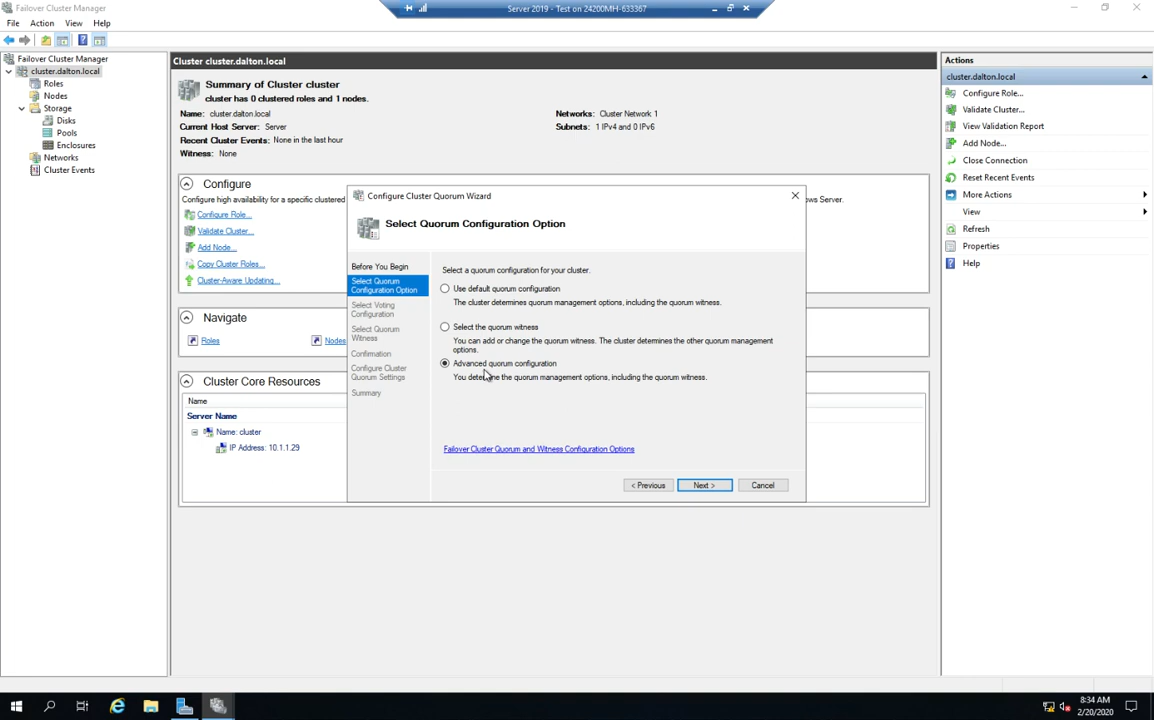 Failover Cluster Manager
Server 2019 - Test on 24200MH-633367
File Action View Help
Failover Cluster Manager
cluster.dalton.local
Roles
Nodes
Storage
Disks
Pools
Enclosures
Networks
Cluster Events
Cluster cluster.dalton.local
Summary of Cluster cluster
cluster has 0 clustered roles and 1 nodes.
Name: cluster.dalton.local
Networks: Cluster Network 1
Current Host Server: Server
Subnets: 1 IPv4 and 0 IPv6
Recent Cluster Events: None in the last hour
Witness: None
Configure
Configure high availability for a specific clustered
ows Server.
Configure Role...
Validate Cluster...
Add Node...
Copy Cluster Roles...
Cluster-Aware Updating...
Navigate
Roles
Nodes
Cluster Core Resources
Name
Server Name
Name: cluster
IP Address: 10.1.1.29
Configure Cluster Quorum Wizard
Select Quorum Configuration Option
Before You Begin
Select Quorum
Configuration Option
Select Voting
Configuration
Select Quorum
Witness
Confirmation
Configure Cluster
Quorum Settings
Summary
Select a quorum configuration for your cluster.
Use default quorum configuration
The cluster determines quorum management options, including the quorum witness.
Select the quorum witness
You can add or change the quorum witness. The cluster determines the other quorum management
options.
Advanced quorum configuration
You determine the quorum management options, including the quorum witness.
Failover Cluster Quorum and Witness Configuration Options
< Previous
Next >
Cancel
Actions
cluster.dalton.local
Configure Role...
Validate Cluster...
View Validation Report
Add Node...
Close Connection
Reset Recent Events
More Actions
View
Refresh
Properties
Help
8:34 AM
2/20/2020